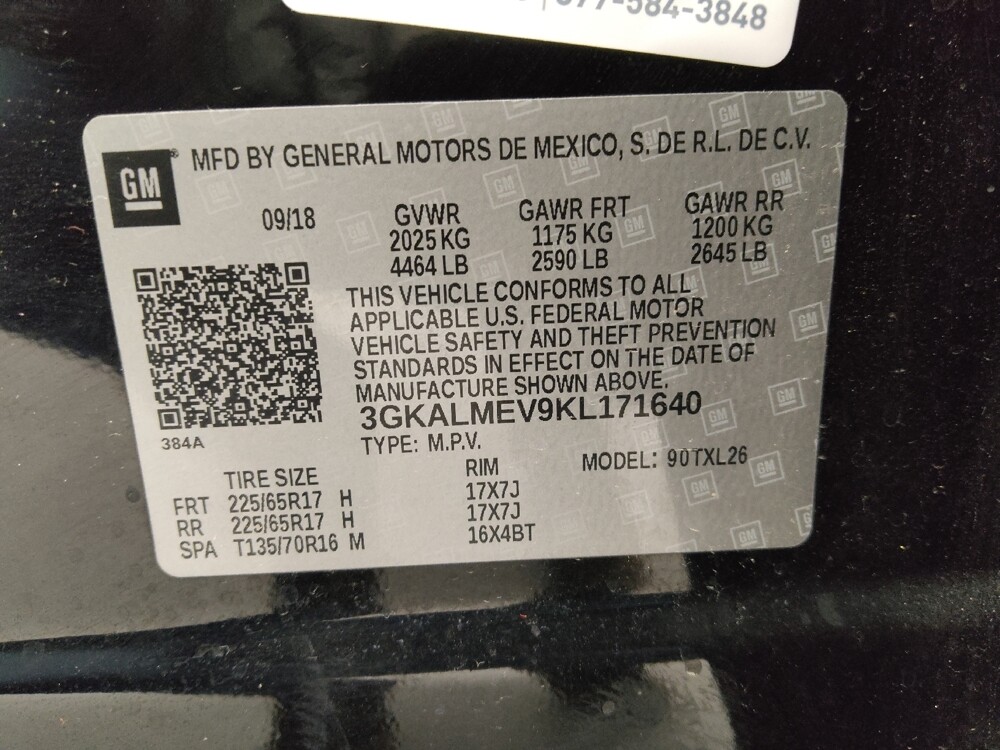 584-3848
GM
MFD BY GENERAL MOTORS DE MEXICO, S. DE R.L. DE C.V.
09/18
GVWR GAWR FRT GAWR RR
2025 KG 1175 KG 1200 KG
4464 LB 2590 LB 2645 LB
THIS VEHICLE CONFORMS TO ALL
APPLICABLE U.S. FEDERAL MOTOR
VEHICLE SAFETY AND THEFT PREVENTION
STANDARDS IN EFFECT ON THE DATE OF
MANUFACTURE SHOWN ABOVE.
3GKALMEV9KL171640
384A
TYPE: M.P.V. MODEL: 90TXL26
TIRE SIZE RIM
FRT 225/65R17 H 17X7J
RR 225/65R17 H 17X7J
SPA T135/70R16 M 16X4BT